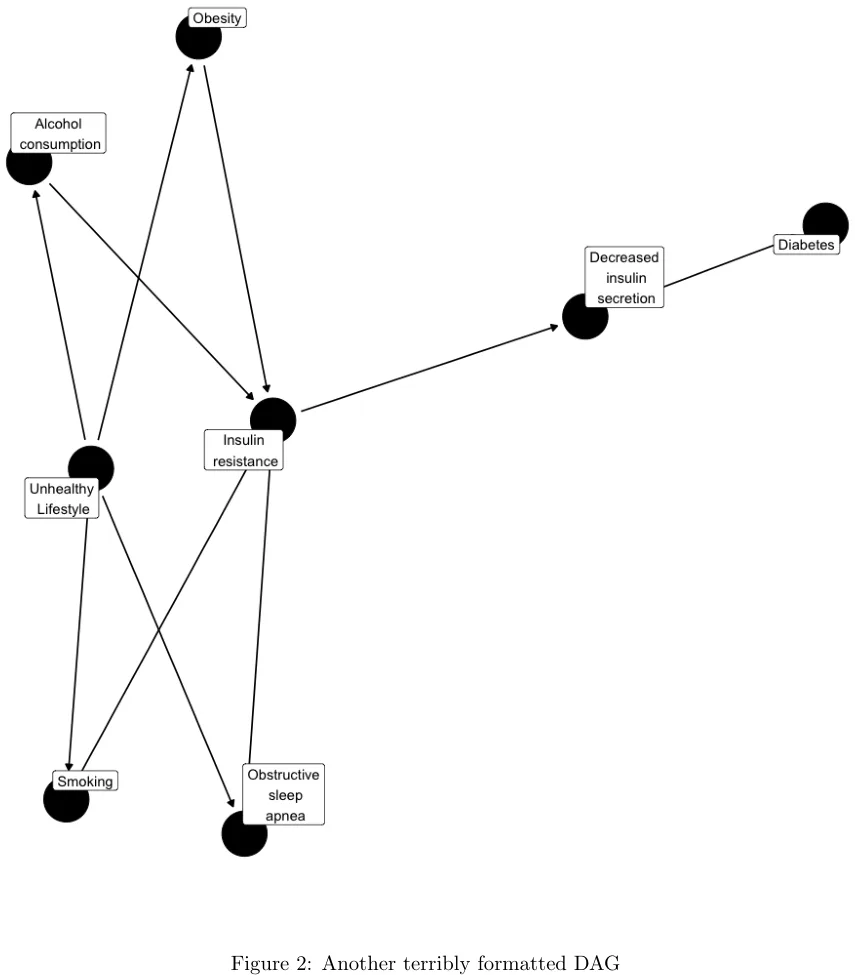 Obesity
Alcohol
consumption
Diabetes
Decreased
insulin
secretion
Insulin
resistance
Unhealthy
Lifestyle
Smoking
Obstructive
sleep
apnea
Figure 2: Another terribly formatted DAG